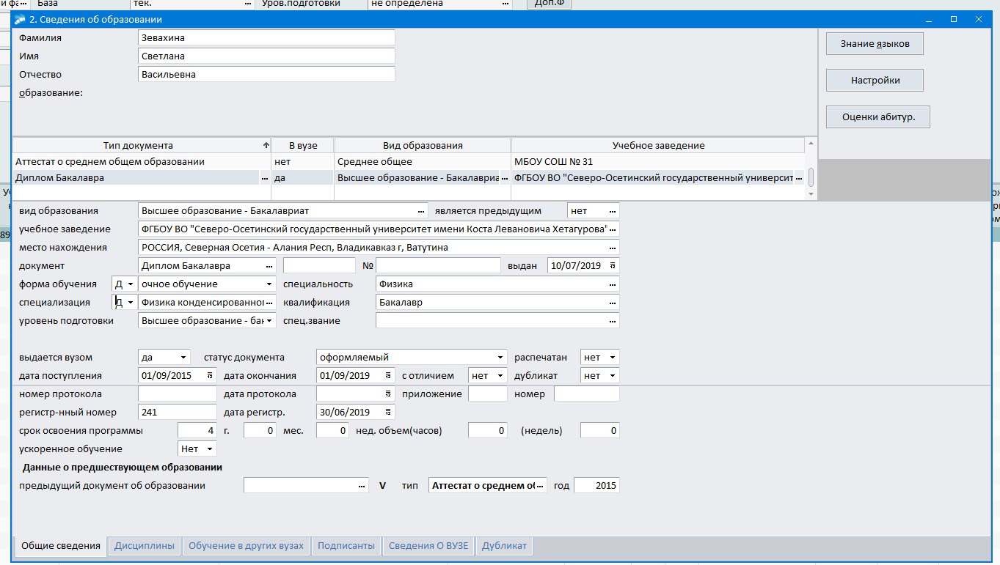 База тек. ... Уров.подготовки не определена ... Доп.Ф
2. Сведения об образовании
Фамилия Зевахина
Имя Светлана
Отчество Васильевна
образование:
Знание языков
Настройки
Оценки абитур.
Тип документа В вузе Вид образования Учебное заведение
Аттестат о среднем общем образовании нет Среднее общее МБОУ СОШ № 31
Диплом Бакалавра ... да Высшее образование - Бакалавриа ... ФГБОУ ВО "Северо-Осетинский государственный университ ...
вид образования Высшее образование - Бакалавриат ... является предыдущим нет ...
учебное заведение ФГБОУ ВО "Северо-Осетинский государственный университет имени Коста Левановича Хетагурова" ...
место нахождения РОССИЯ, Северная Осетия - Алания Респ, Владикавказ г, Ватутина ...
документ Диплом Бакалавра ... № выдан 10/07/2019
форма обучения Д очное обучение специальность Физика ...
специализация Д Физика конденсированног ... квалификация Бакалавр ...
уровень подготовки Высшее образование - бак спец.звание ...
выдается вузом да статус документа оформляемый распечатан нет
дата поступления 01/09/2015 дата окончания 01/09/2019 с отличием нет дубликат нет
номер протокола дата протокола приложение номер
регистр-нный номер 241 дата регистр. 30/06/2019
срок освоения программы 4 г. 0 мес. 0 нед. объем(часов) 0 (недель) 0
ускоренное обучение Нет
Данные о предшествующем образовании
предыдущий документ об образовании ... V тип Аттестат о среднем об ... год 2015
Общие сведения Дисциплины Обучение в других вузах Подписанты Сведения О ВУЗЕ Дубликат